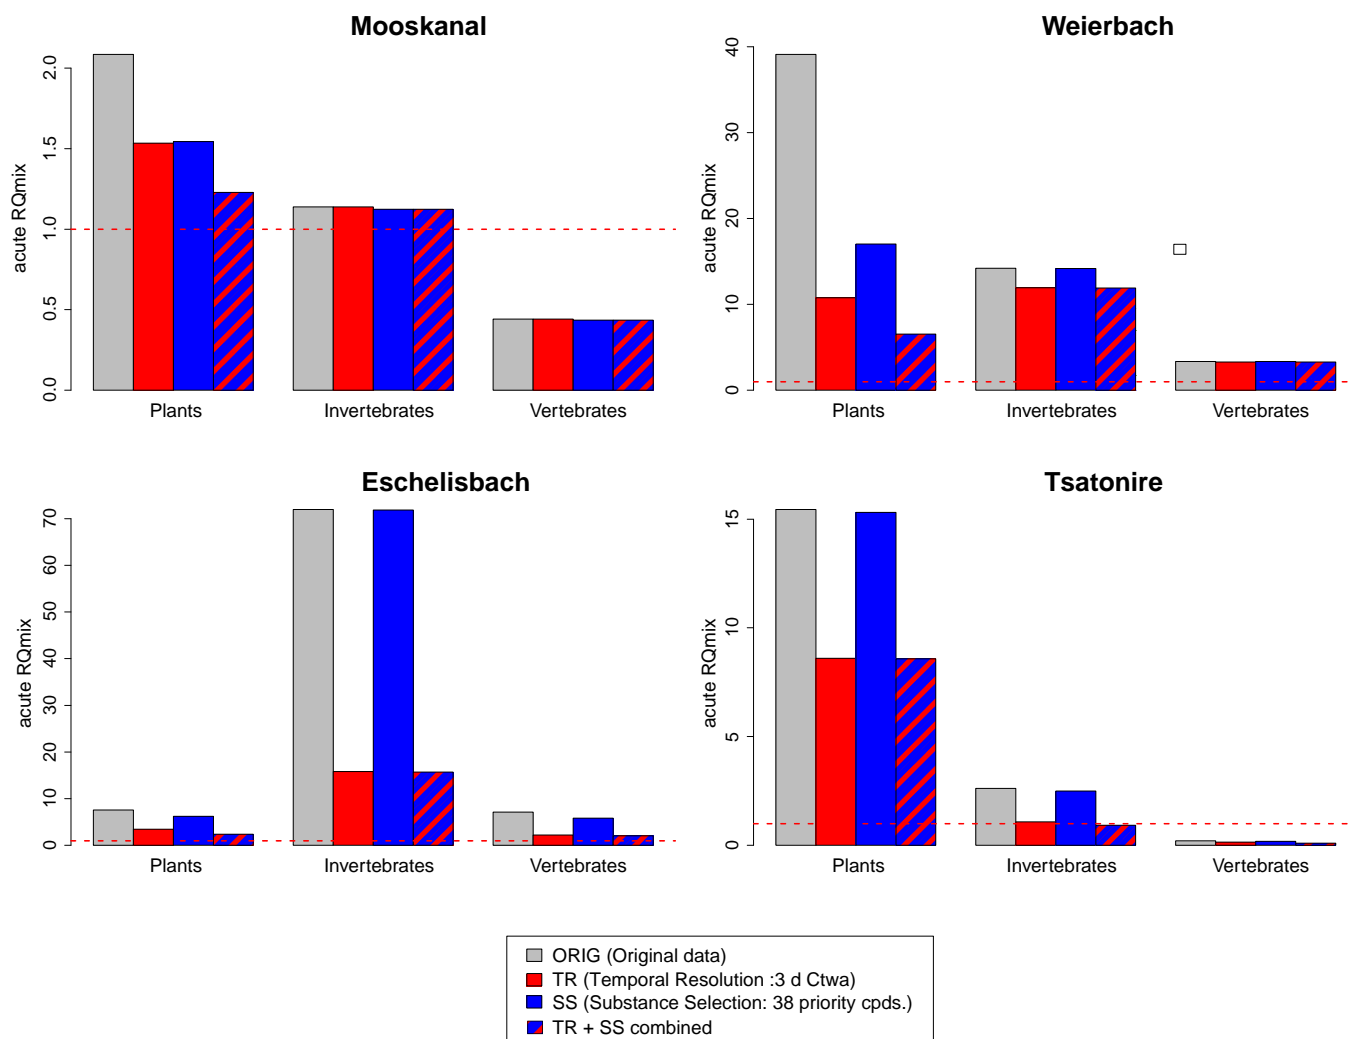 Mooskanal
acute RQmix
2.0
1.5
1.0
0.5
0.0
Plants Invertebrates Vertebrates
Weierbach
acute RQmix
40
30
20
10
0
Plants Invertebrates Vertebrates
Eschelisbach
acute RQmix
70
60
50
40
30
20
10
0
Plants Invertebrates Vertebrates
Tsatonire
acute RQmix
15
10
5
0
Plants Invertebrates Vertebrates
ORIG (Original data)
TR (Temporal Resolution :3 d Ctwa)
SS (Substance Selection: 38 priority cpds.)
TR + SS combined